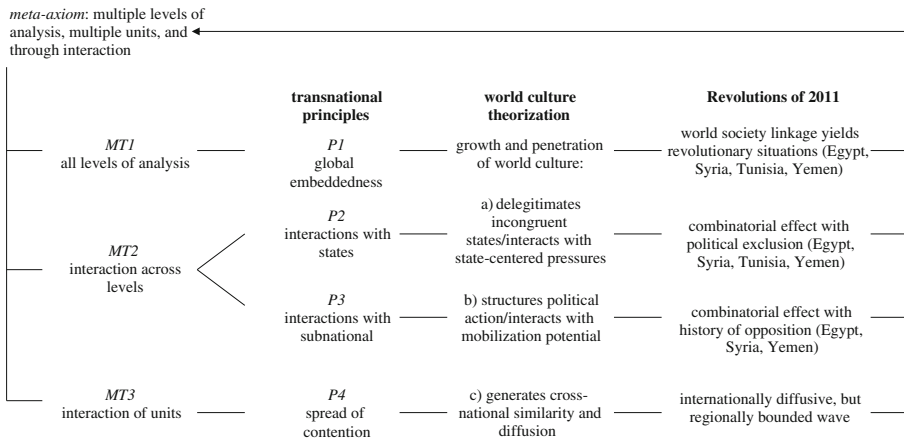 meta-axiom: multiple levels of
analysis, multiple units, and
through interaction
transnational
principles
world culture
theorization
Revolutions of 2011
MT1
all levels of analysis
P1
global
embeddedness
growth and penetration
of world culture:
world society linkage yields
revolutionary situations (Egypt,
Syria, Tunisia, Yemen)
MT2
interaction across
levels
P2
interactions with
states
a) delegitimates
incongruent
states/interacts with
state-centered pressures
combinatorial effect with
political exclusion (Egypt,
Syria, Tunisia, Yemen)
P3
interactions with
subnational
b) structures political
action/interacts with
mobilization potential
combinatorial effect with
history of opposition (Egypt,
Syria, Yemen)
MT3
interaction of units
P4
spread of
contention
c) generates cross-
national similarity and
diffusion
internationally diffusive, but
regionally bounded wave